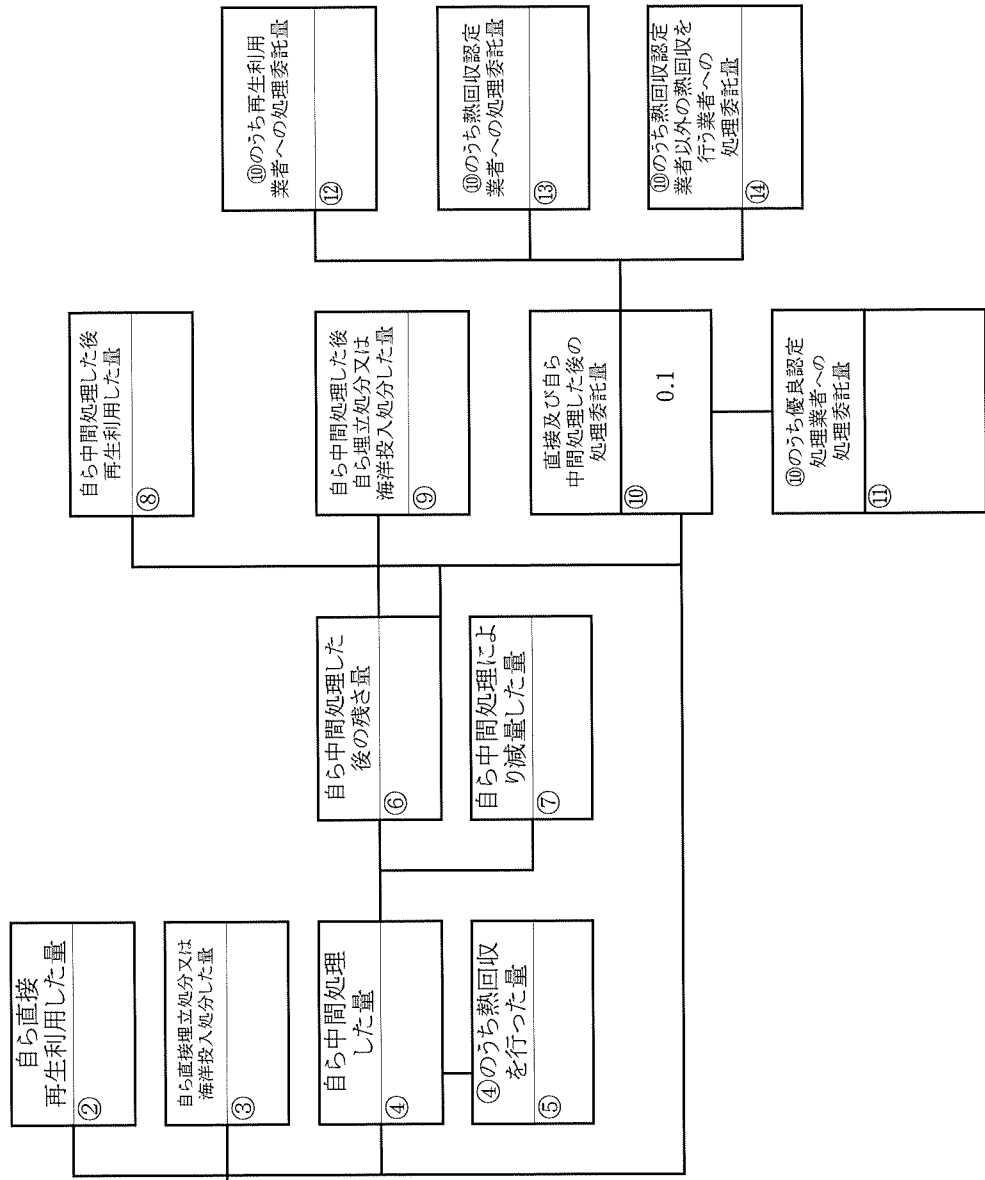 自ら直接
再生利用した量
②
自ら直接埋立処分又は
海洋投入処分した量
③
自ら中間処理
した量
④
④のうち熱回収
を行った量
⑤
自ら中間処理した
後の残さ量
⑥
自ら中間処理によ
り減量した量
⑦
自ら中間処理した後
再生利用した量
⑧
自ら中間処理した後
自ら埋立処分又は
海洋投入処分した量
⑨
直接及び自ら
中間処理した後の
処理委託量
⑩
0.1
⑩のうち優良認定
処理業者への
処理委託量
⑪
⑩のうち再生利用
業者への処理委託量
⑫
⑩のうち熱回収認定
業者への処理委託量
⑬
⑩のうち熱回収認定
業者以外の熱回収を
行う業者への
処理委託量
⑭